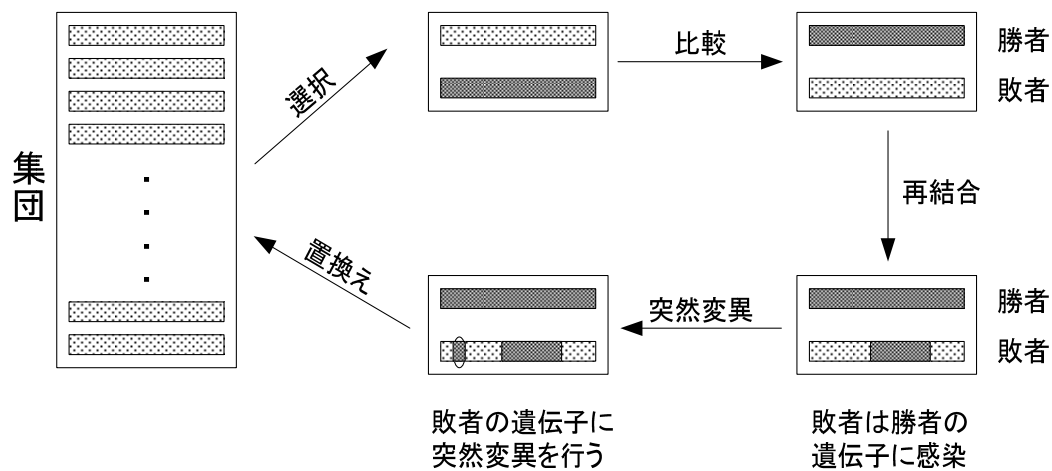 集団
選択
比較
勝者
敗者
再結合
勝者
敗者
突然変異
置換え
敗者の遺伝子に
突然変異を行う
敗者は勝者の
遺伝子に感染